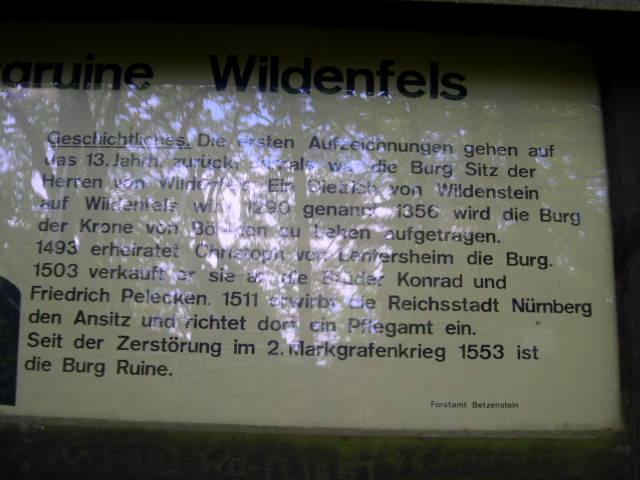 gruine Wildenfels
Geschichtliches. Die ersten Aufzeichnungen gehen auf
das 13. Jahrh. zurück, damals war die Burg Sitz der
Herren von Wildenfels. Ein Dietrich von Wildenstein
auf Wildenfels wird 1290 genannt. 1356 wird die Burg
der Krone von Böhmen zu Lehen aufgetragen.
1493 erheiratet Christoph von Lentersheim die Burg.
1503 verkauft er sie an die Brüder Konrad und
Friedrich Pelecken. 1511 erwirbt die Reichsstadt Nürnberg
den Ansitz und richtet dort ein Pflegamt ein.
Seit der Zerstörung im 2. Markgrafenkrieg 1553 ist
die Burg Ruine.
Forstamt Betzenstein